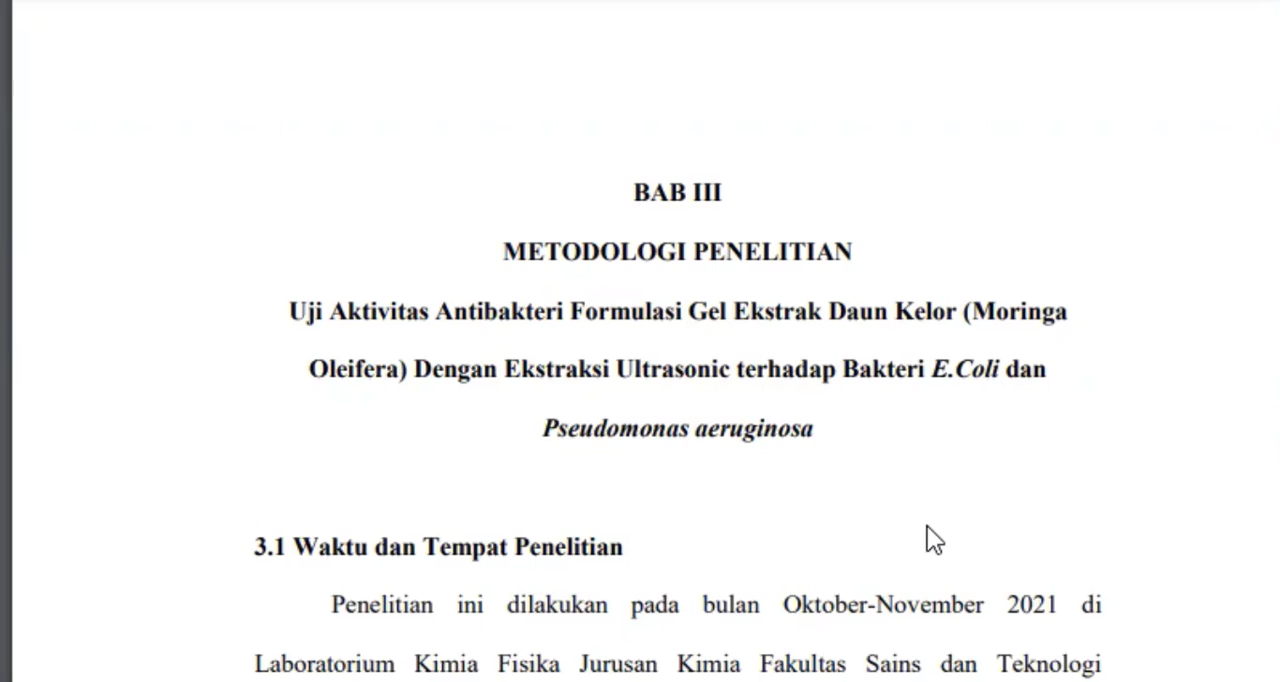 BAB III
METODOLOGI PENELITIAN
Uji Aktivitas Antibakteri Formulasi Gel Ekstrak Daun Kelor (Moringa
Oleifera) Dengan Ekstraksi Ultrasonic terhadap Bakteri E.Coli dan
Pseudomonas aeruginosa
3.1 Waktu dan Tempat Penelitian
Penelitian ini dilakukan pada bulan Oktober-November 2021 di
Laboratorium Kimia Fisika Jurusan Kimia Fakultas Sains dan Teknologi